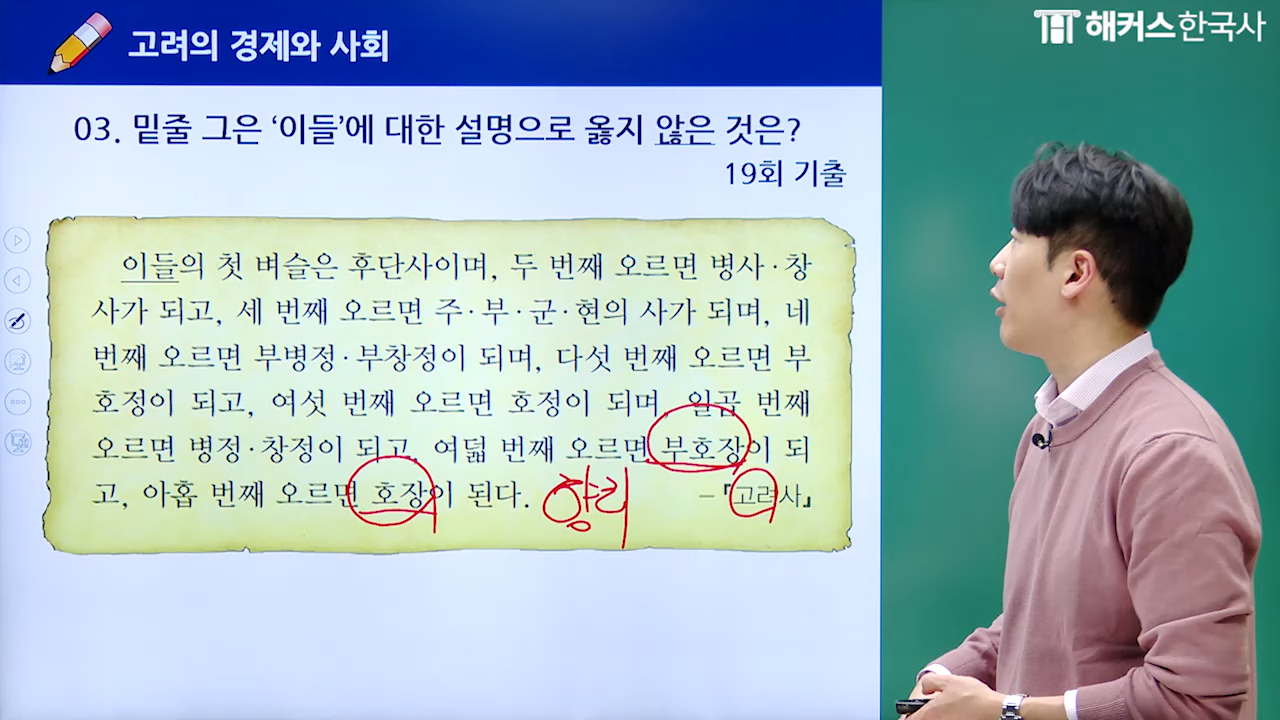 고려의 경제와 사회
해커스한국사
03. 밑줄 그은 ‘이들’에 대한 설명으로 옳지 않은 것은?
19회 기출
이들의 첫 벼슬은 후단사이며, 두 번째 오르면 병사·창
사가 되고, 세 번째 오르면 주·부·군·현의 사가 되며, 네
번째 오르면 부병정·부창정이 되며, 다섯 번째 오르면 부
호정이 되고, 여섯 번째 오르면 호정이 되며, 일곱 번째
오르면 병정·창정이 되고, 여덟 번째 오르면 부호장이 되
고, 아홉 번째 오르면 호장이 된다. 향리 – 『고려사』